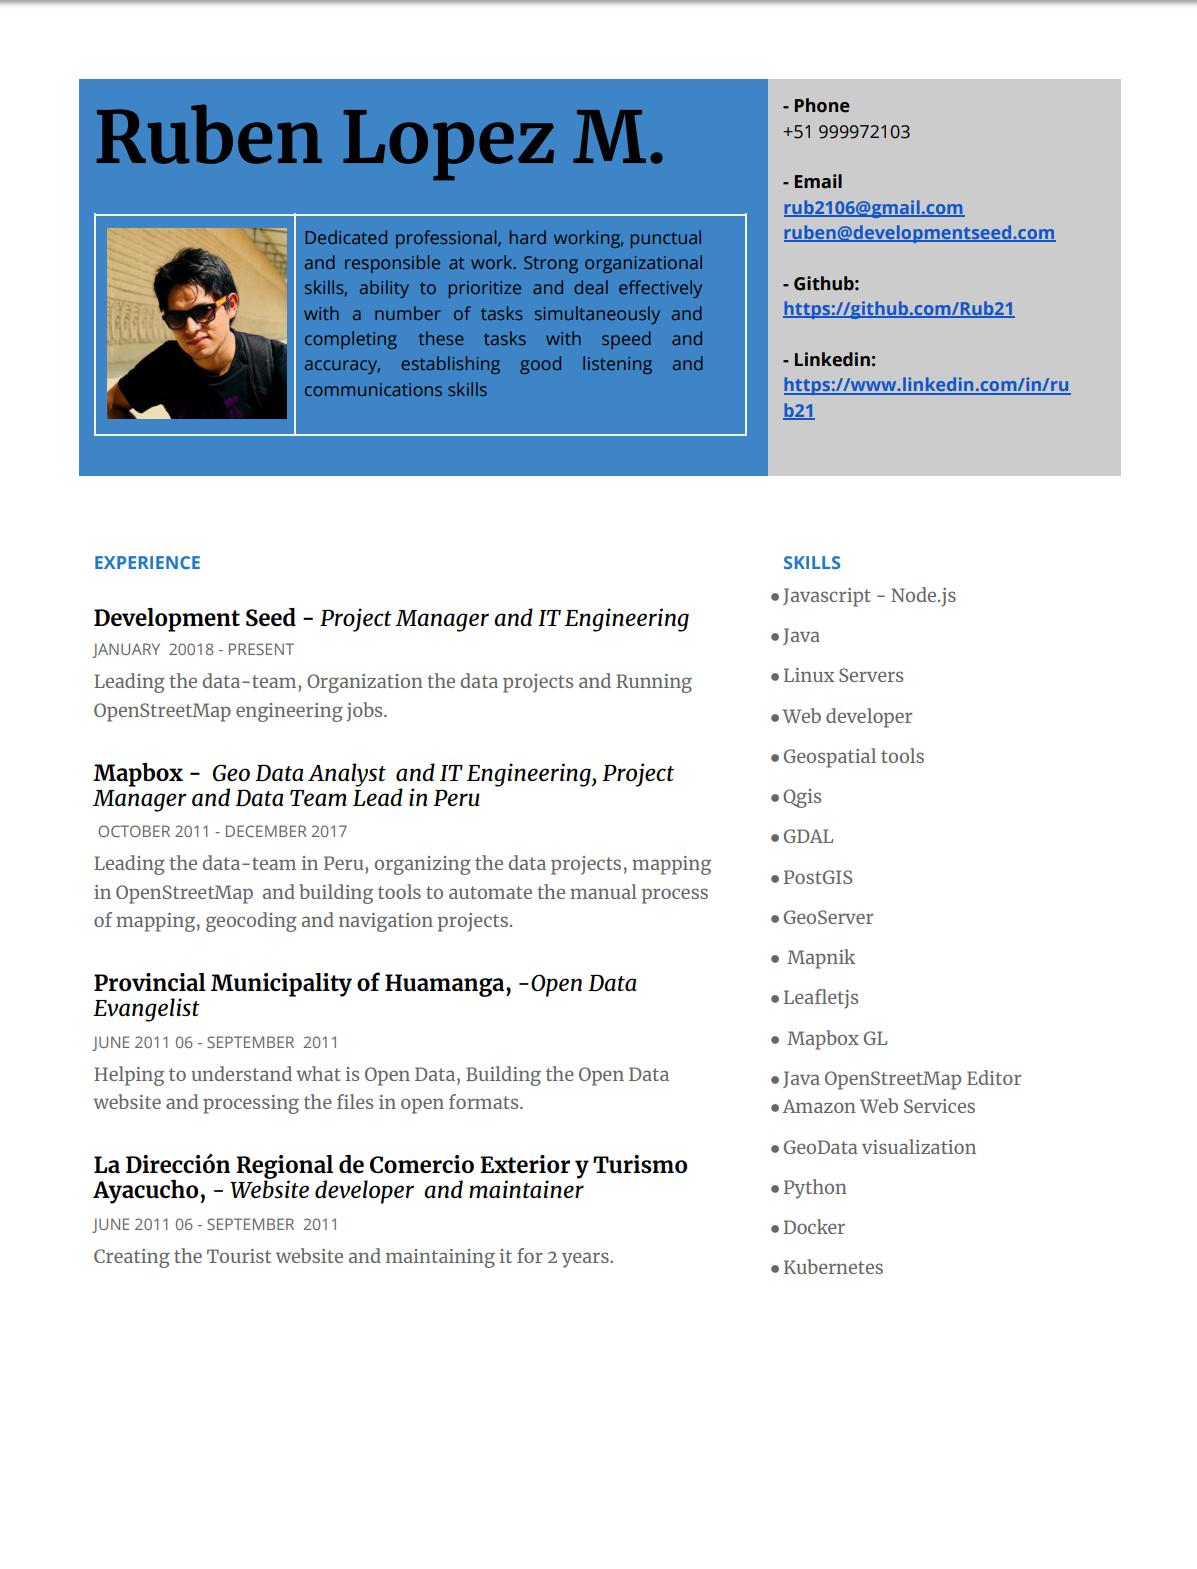 Ruben Lopez M.
Dedicated professional, hard working, punctual
and responsible at work. Strong organizational
skills, ability to prioritize and deal effectively
with a number of tasks simultaneously and
completing these tasks with speed and
accuracy, establishing good listening and
communications skills
- Phone
+51 999972103
- Email
rub2106@gmail.com
ruben@developmentseed.com
- Github:
https://github.com/Rub21
- Linkedin:
https://www.linkedin.com/in/ru
b21
EXPERIENCE
Development Seed - Project Manager and IT Engineering
JANUARY 20018 - PRESENT
Leading the data-team, Organization the data projects and Running
OpenStreetMap engineering jobs.
Mapbox - Geo Data Analyst and IT Engineering, Project
Manager and Data Team Lead in Peru
OCTOBER 2011 - DECEMBER 2017
Leading the data-team in Peru, organizing the data projects, mapping
in OpenStreetMap and building tools to automate the manual process
of mapping, geocoding and navigation projects.
Provincial Municipality of Huamanga, -Open Data
Evangelist
JUNE 2011 06 - SEPTEMBER 2011
Helping to understand what is Open Data, Building the Open Data
website and processing the files in open formats.
La Dirección Regional de Comercio Exterior y Turismo
Ayacucho, - Website developer and maintainer
JUNE 2011 06 - SEPTEMBER 2011
Creating the Tourist website and maintaining it for 2 years.
SKILLS
● Javascript - Node.js
● Java
● Linux Servers
● Web developer
● Geospatial tools
● Qgis
● GDAL
● PostGIS
● GeoServer
● Mapnik
● Leafletjs
● Mapbox GL
● Java OpenStreetMap Editor
● Amazon Web Services
● GeoData visualization
● Python
● Docker
● Kubernetes